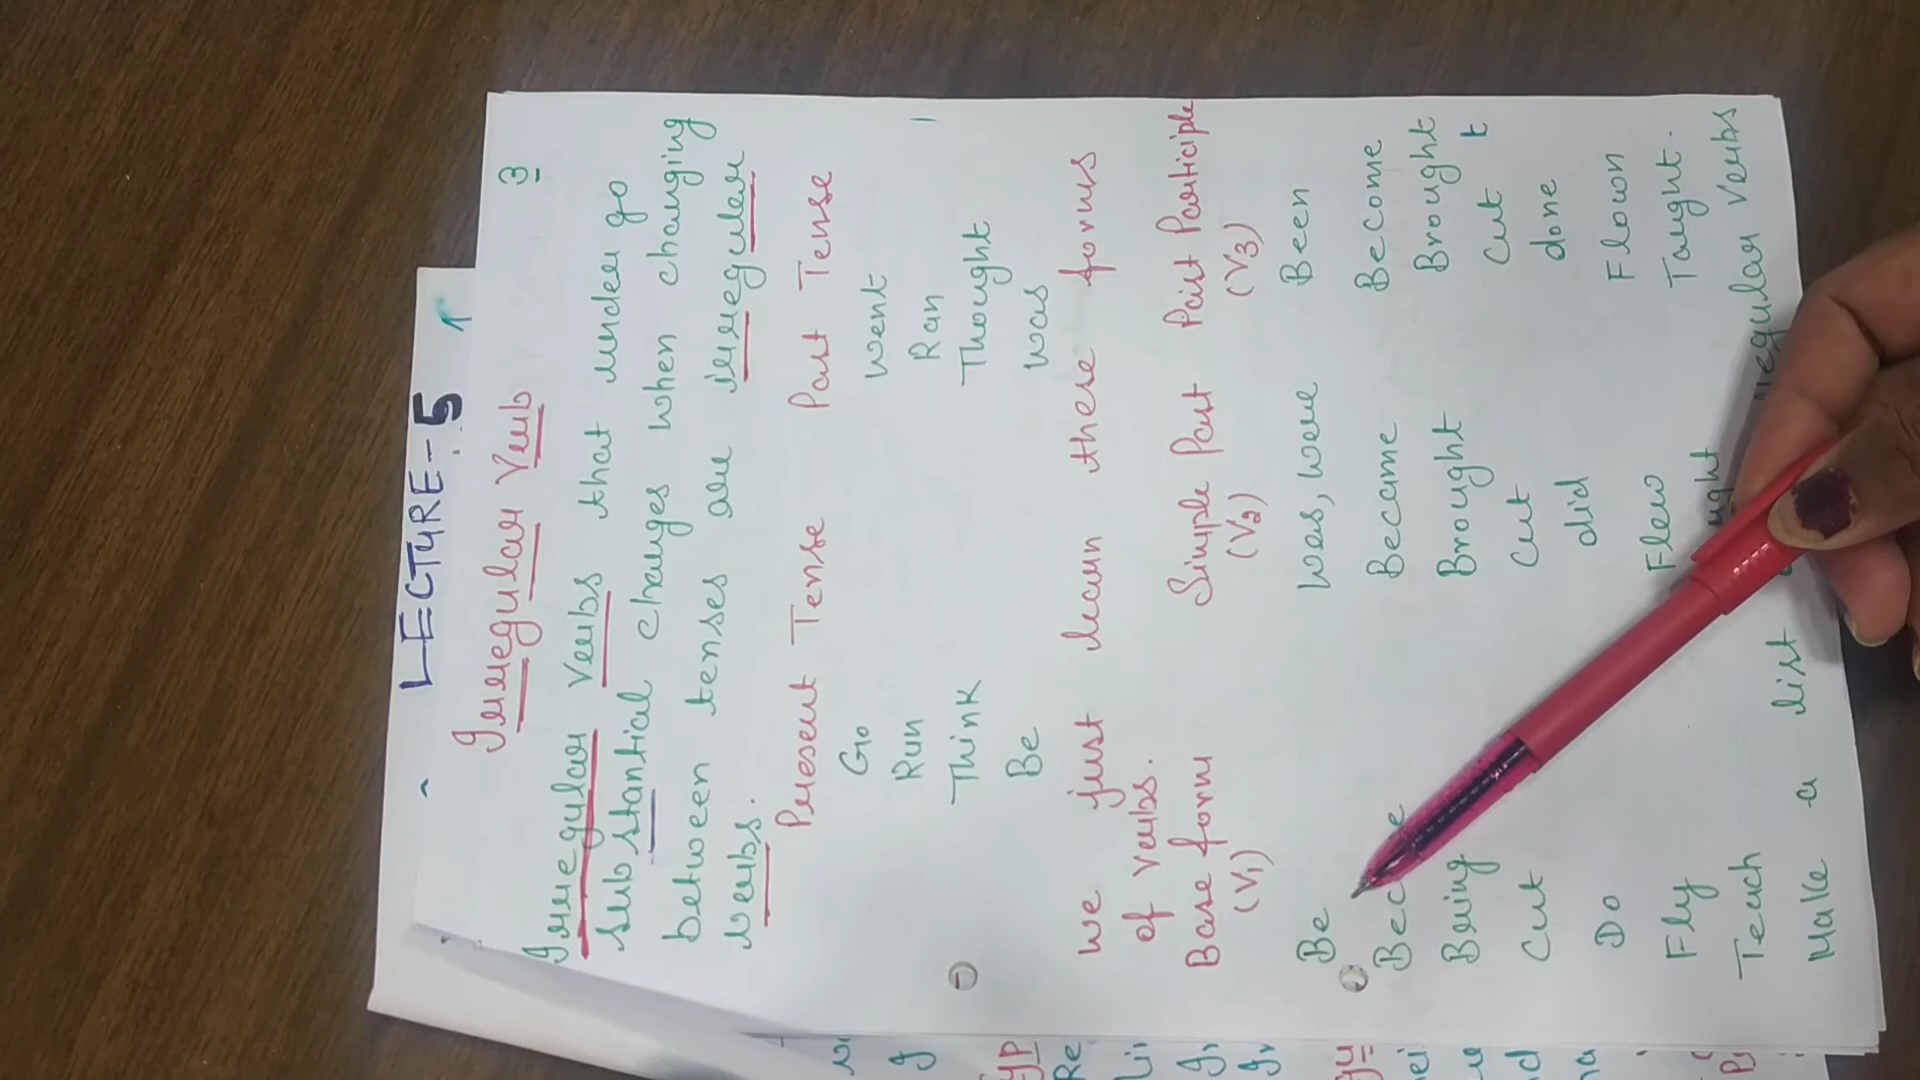 LECTURE-5
3
Irregular Verb
Irregular Verbs that under go
substantial changes when changing
between tenses are irregular
verbs.
Present Tense Past Tense
Go went
Run Ran
Think Thought
Be was
We just learn there forms
of verbs.
Base form Simple Past Past Participle
(V1) (V2) (V3)
Be was, were Been
Became Become
Bring Brought Brought
Cut cut cut t
Do did done
Fly Flew Flown
Teach Taught.
Make a list regular verbs